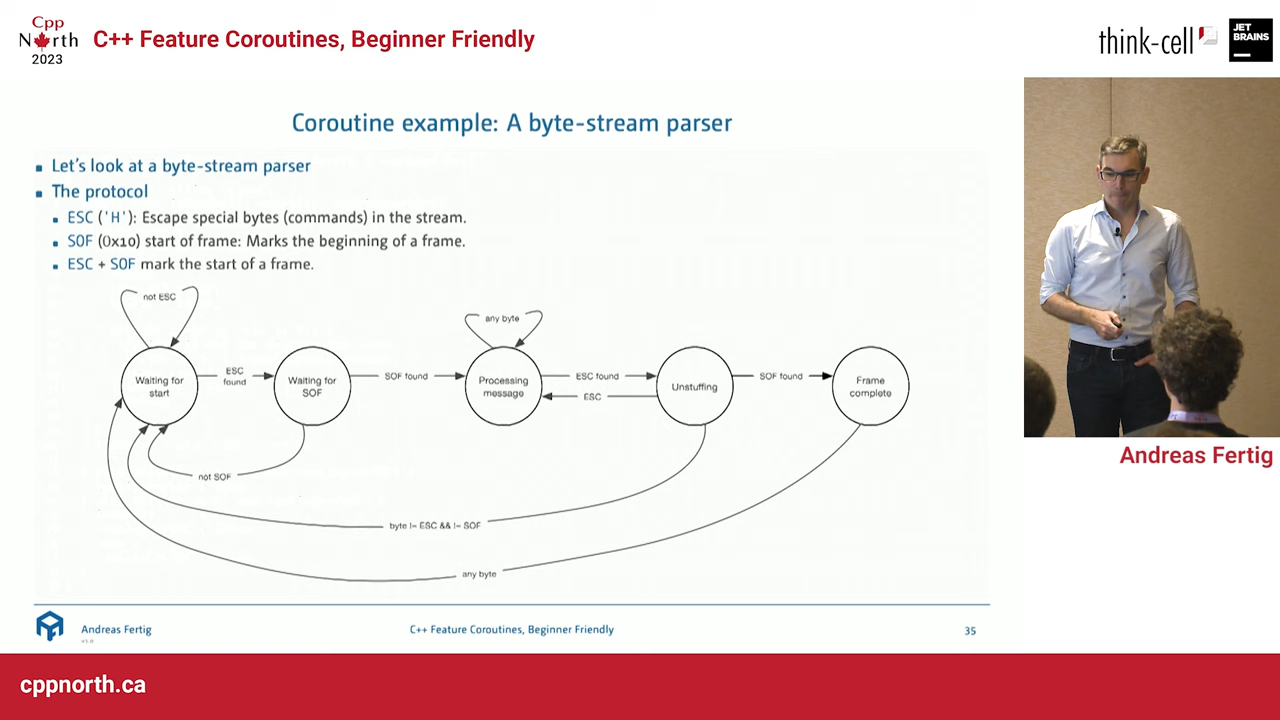 Cpp
North
2023
C++ Feature Coroutines, Beginner Friendly
think-cell
JET
BRAINS
Coroutine example: A byte-stream parser
Let's look at a byte-stream parser
The protocol
ESC ('H'): Escape special bytes (commands) in the stream.
SOF (0x10) start of frame: Marks the beginning of a frame.
ESC + SOF mark the start of a frame.
not ESC
any byte
Waiting for
start
ESC
found
Waiting for
SOF
SOF found
Processing
message
ESC found
ESC
Unstuffing
SOF found
Frame
complete
not SOF
byte != ESC && != SOF
any byte
Andreas Fertig
Andreas Fertig
C++ Feature Coroutines, Beginner Friendly
35
cppnorth.ca